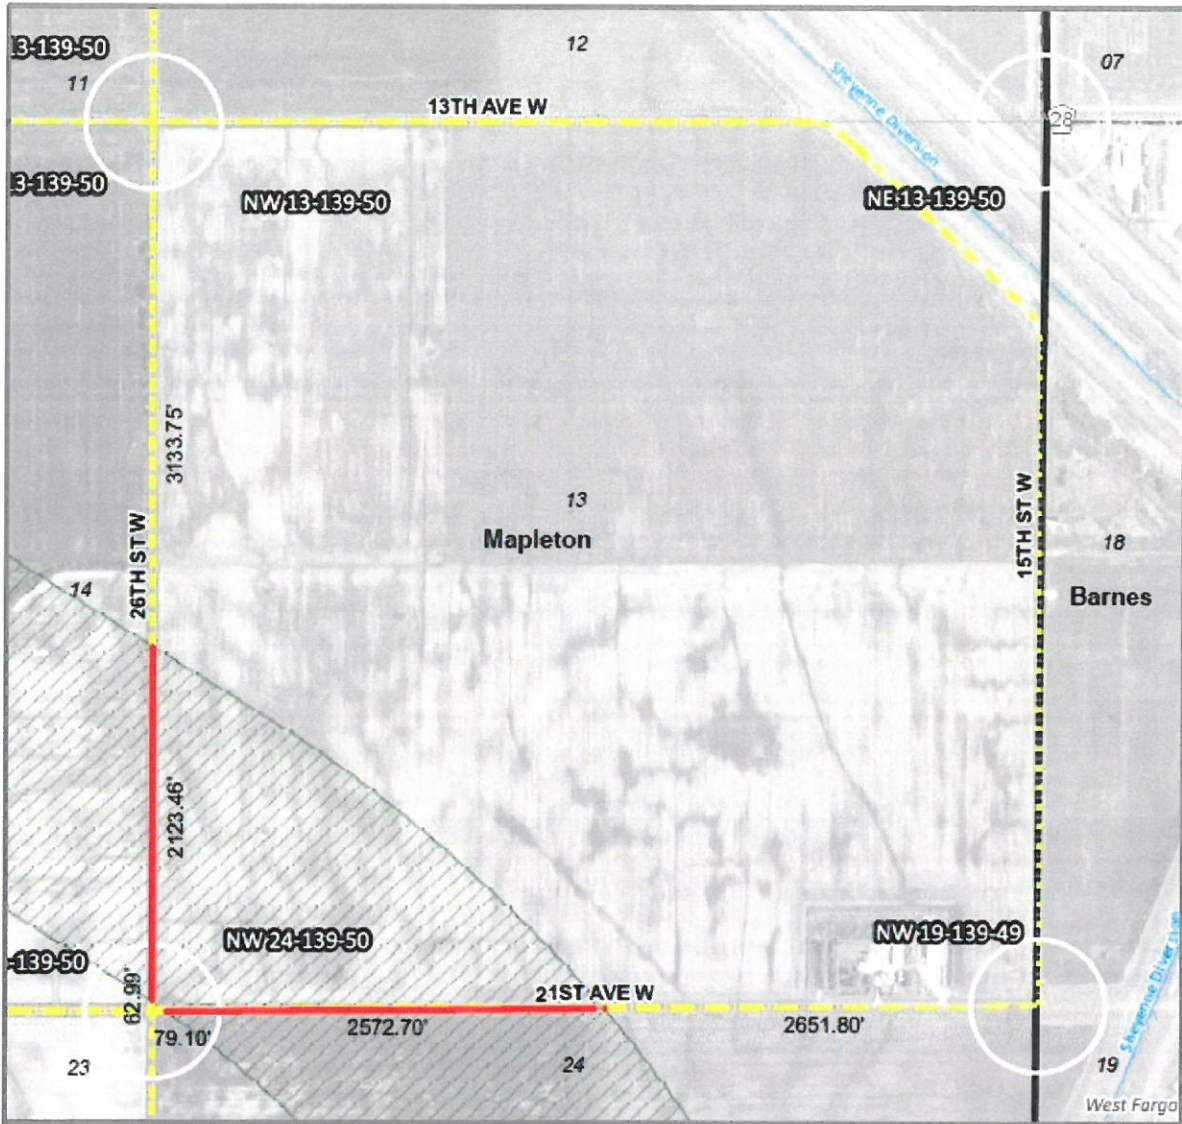 3-139-50
12
11
07
13TH AVE W
Sheyenne Diversion
28
3-139-50
NW 13-139-50
NE 13-139-50
3133.75'
13
Mapleton
26TH ST W
15TH ST W
14
18
Barnes
2123.46'
NW 24-139-50
NW 19-139-49
-139-50
62.99'
21ST AVE W
79.10'
2572.70'
2651.80'
23
24
19
Sheyenne Diversion
West Fargo